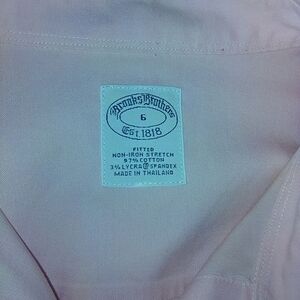 Brooks Brothers
6
Est. 1818
FITTED
NON-IRON STRETCH
97% COTTON
3% LYCRA® SPANDEX
MADE IN THAILAND